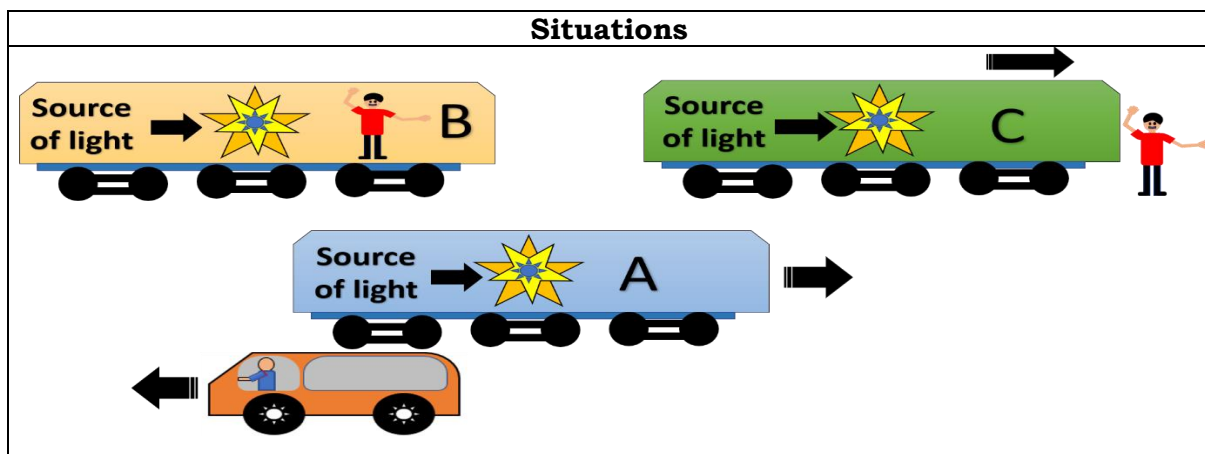 Situations
Source
of light
B
Source
of light
C
Source
of light
A